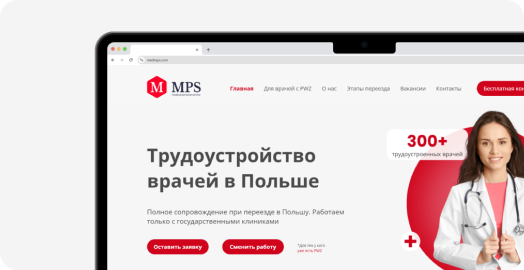 MPS
Главная Для врачей с PWZ О нас Этапы переезда Вакансии Контакты Бесплатная кон
300+
трудоустроенных врачей
Трудоустройство
врачей в Польше
Полное сопровождение при переезде в Польшу. Работаем
только с государственными клиниками
Оставить заявку Сменить работу